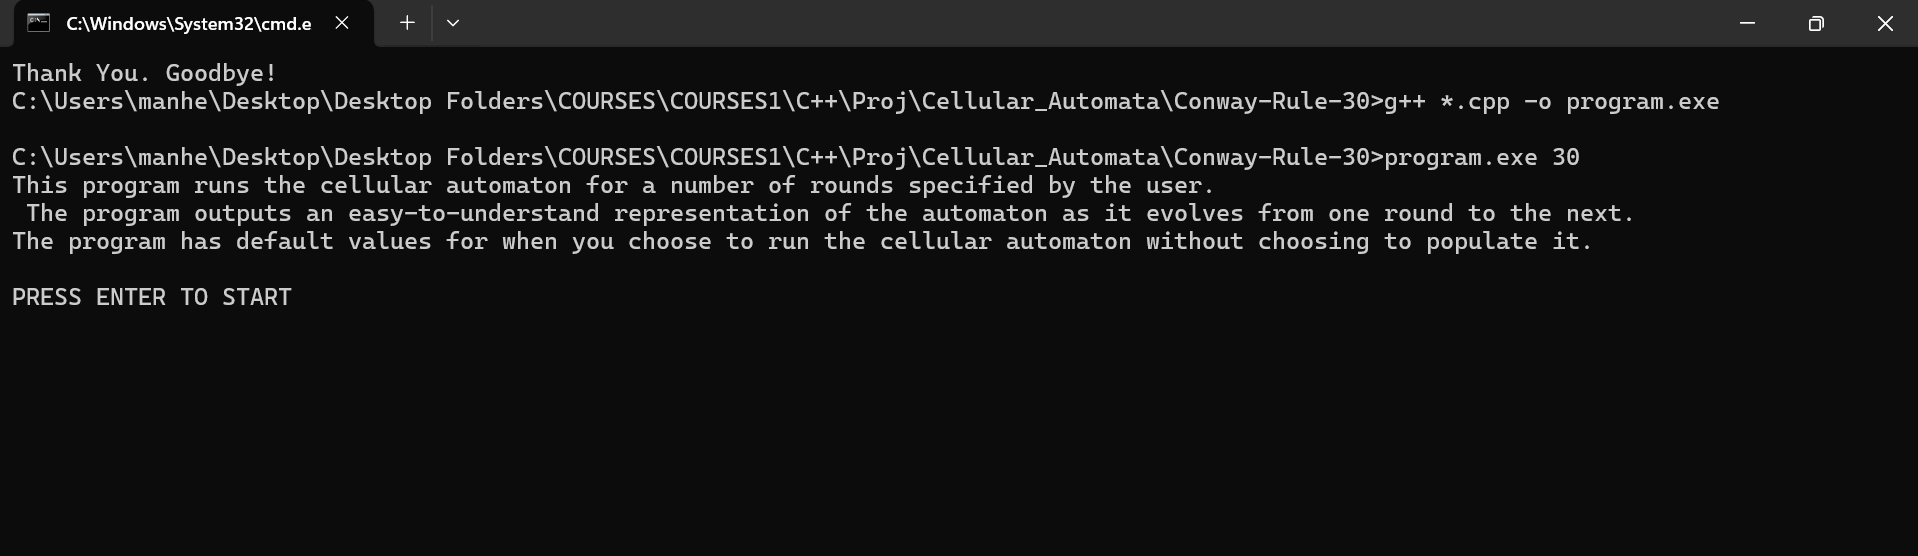 C:\Windows\System32\cmd.e
Thank You. Goodbye!
C:\Users\manhe\Desktop\Desktop Folders\COURSES\COURSES1\C++\Proj\Cellular_Automata\Conway-Rule-30>g++ *.cpp -o program.exe
C:\Users\manhe\Desktop\Desktop Folders\COURSES\COURSES1\C++\Proj\Cellular_Automata\Conway-Rule-30>program.exe 30
This program runs the cellular automaton for a number of rounds specified by the user.
The program outputs an easy-to-understand representation of the automaton as it evolves from one round to the next.
The program has default values for when you choose to run the cellular automaton without choosing to populate it.
PRESS ENTER TO START